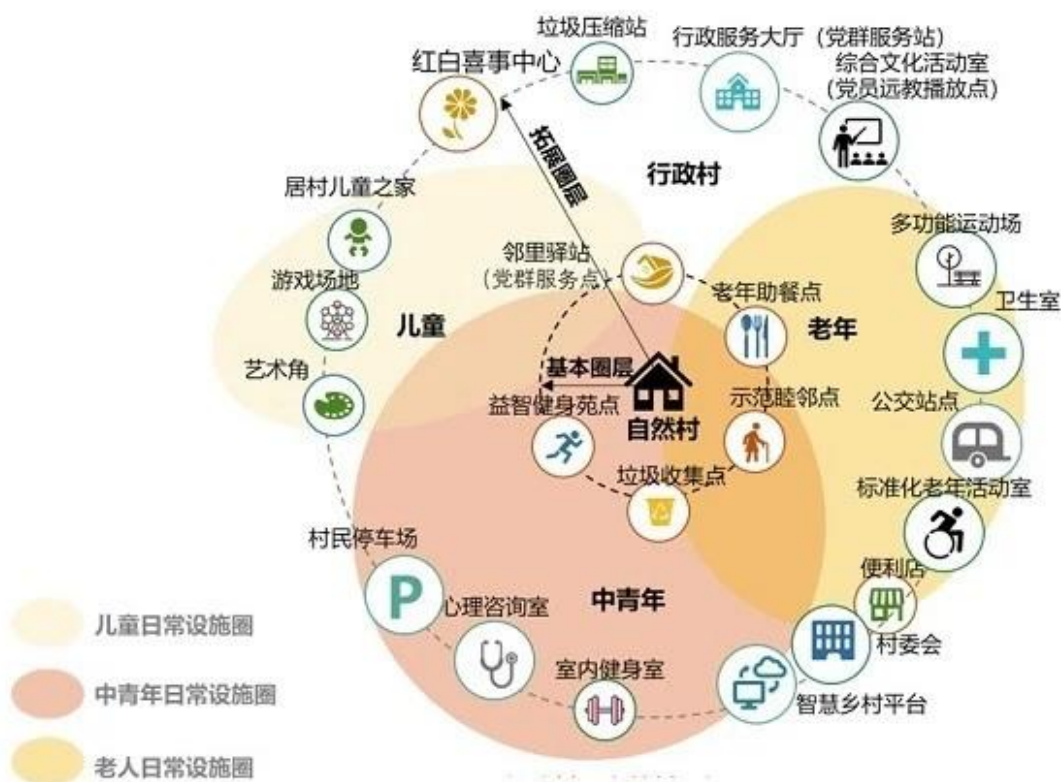 垃圾压缩站
行政服务大厅（党群服务站）
红白喜事中心
综合文化活动室
（党员远教播放点）
拓展圈层
行政村
居村儿童之家
多功能运动场
邻里驿站
（党群服务点）
游戏场地
老年助餐点
卫生室
儿童
老年
艺术角
基本圈层
示范睦邻点
公交站点
益智健身苑点
自然村
垃圾收集点
标准化老年活动室
村民停车场
P
便利店
中青年
心理咨询室
村委会
儿童日常设施圈
室内健身室
智慧乡村平台
中青年日常设施圈
老人日常设施圈